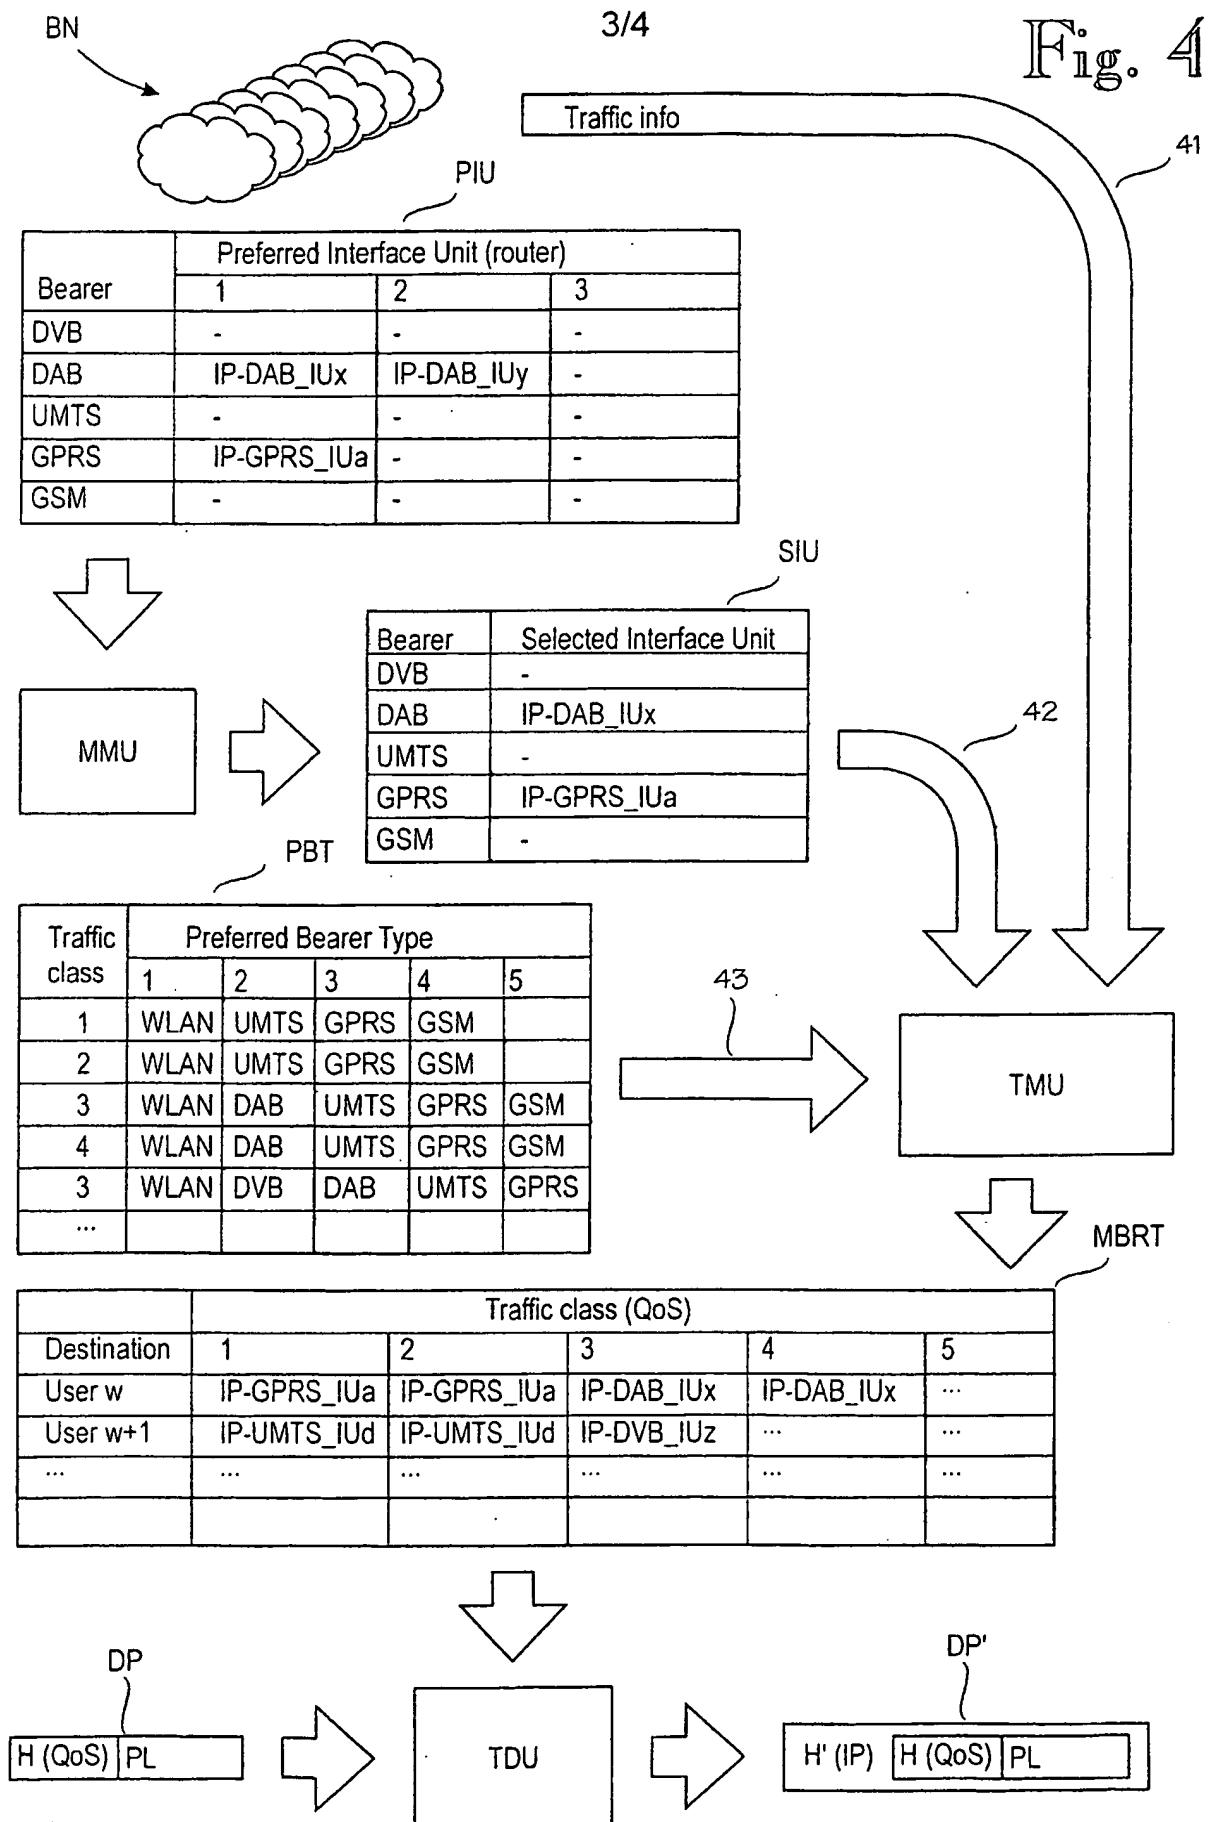 BN
3/4
Fig. 4
Traffic info
41
PIU
Preferred Interface Unit (router)
Bearer 1 2 3
DVB - - -
DAB IP-DAB_IUx IP-DAB_IUy -
UMTS - - -
GPRS IP-GPRS_IUa - -
GSM - - -
SIU
Bearer Selected Interface Unit
DVB -
DAB IP-DAB_IUx
UMTS -
GPRS IP-GPRS_IUa
GSM -
MMU
42
PBT
Traffic class Preferred Bearer Type
1 2 3 4 5
1 WLAN UMTS GPRS GSM
2 WLAN UMTS GPRS GSM
3 WLAN DAB UMTS GPRS GSM
4 WLAN DAB UMTS GPRS GSM
3 WLAN DVB DAB UMTS GPRS
...
43
TMU
MBRT
Traffic class (QoS)
Destination 1 2 3 4 5
User w IP-GPRS_IUa IP-GPRS_IUa IP-DAB_IUx IP-DAB_IUx ...
User w+1 IP-UMTS_IUd IP-UMTS_IUd IP-DVB_IUz ... ...
... ... ... ... ... ...
DP
H (QoS) PL
TDU
DP'
H' (IP) H (QoS) PL